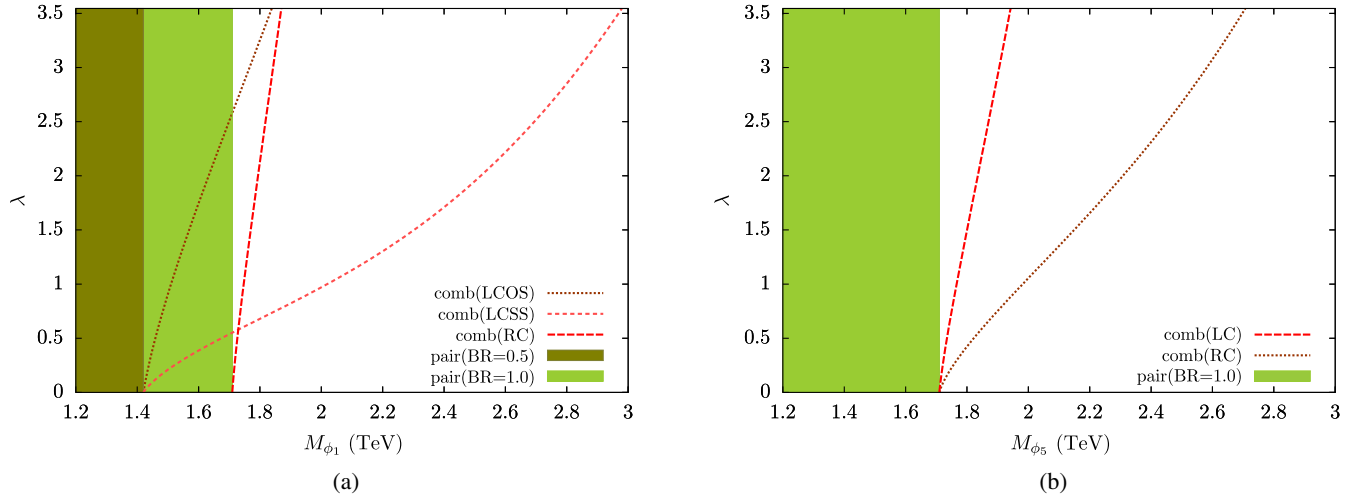 3.5
3
2.5
2
1.5
1
0.5
0
λ
1.2 1.4 1.6 1.8 2 2.2 2.4 2.6 2.8 3
M_{ϕ_1} (TeV)
comb(LCOS)
comb(LCSS)
comb(RC)
pair(BR=0.5)
pair(BR=1.0)
(a)
3.5
3
2.5
2
1.5
1
0.5
0
λ
1.2 1.4 1.6 1.8 2 2.2 2.4 2.6 2.8 3
M_{ϕ_5} (TeV)
comb(LC)
comb(RC)
pair(BR=1.0)
(b)